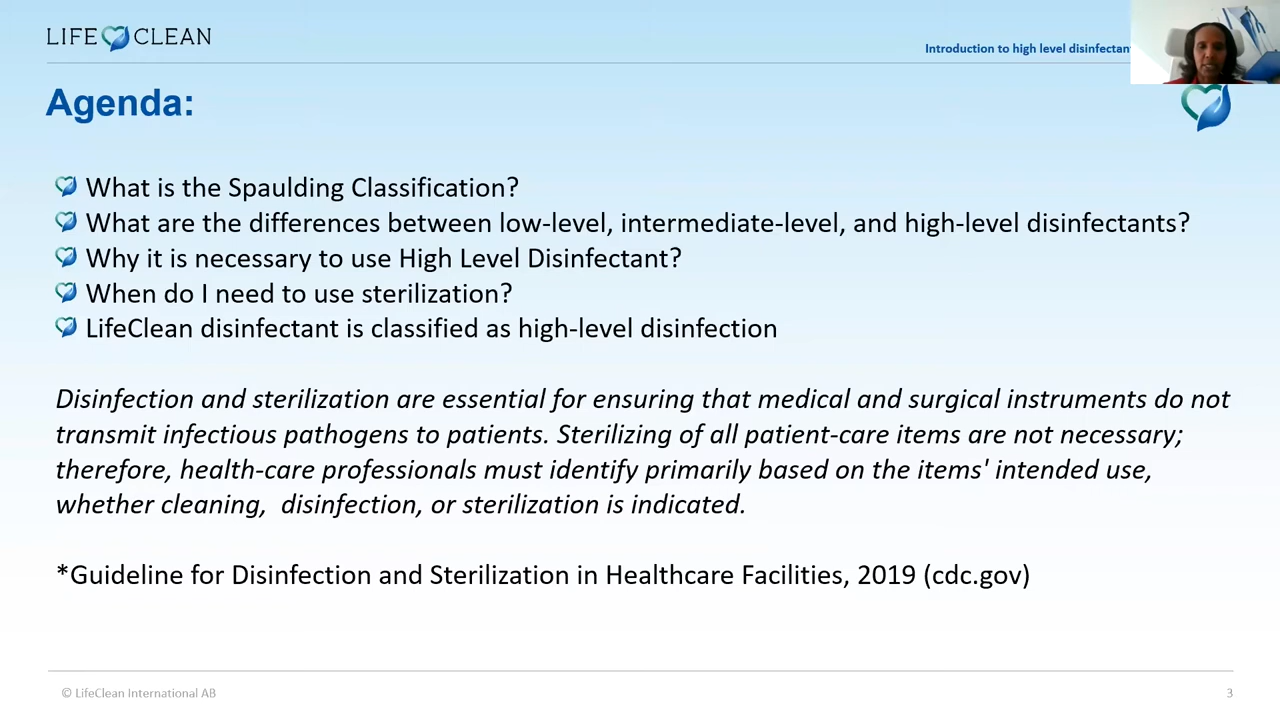 LIFE CLEAN
Introduction to high level disinfectant
Agenda:
What is the Spaulding Classification?
What are the differences between low-level, intermediate-level, and high-level disinfectants?
Why it is necessary to use High Level Disinfectant?
When do I need to use sterilization?
LifeClean disinfectant is classified as high-level disinfection
Disinfection and sterilization are essential for ensuring that medical and surgical instruments do not
transmit infectious pathogens to patients. Sterilizing of all patient-care items are not necessary;
therefore, health-care professionals must identify primarily based on the items' intended use,
whether cleaning,  disinfection, or sterilization is indicated.
*Guideline for Disinfection and Sterilization in Healthcare Facilities, 2019 (cdc.gov)
© LifeClean International AB
3